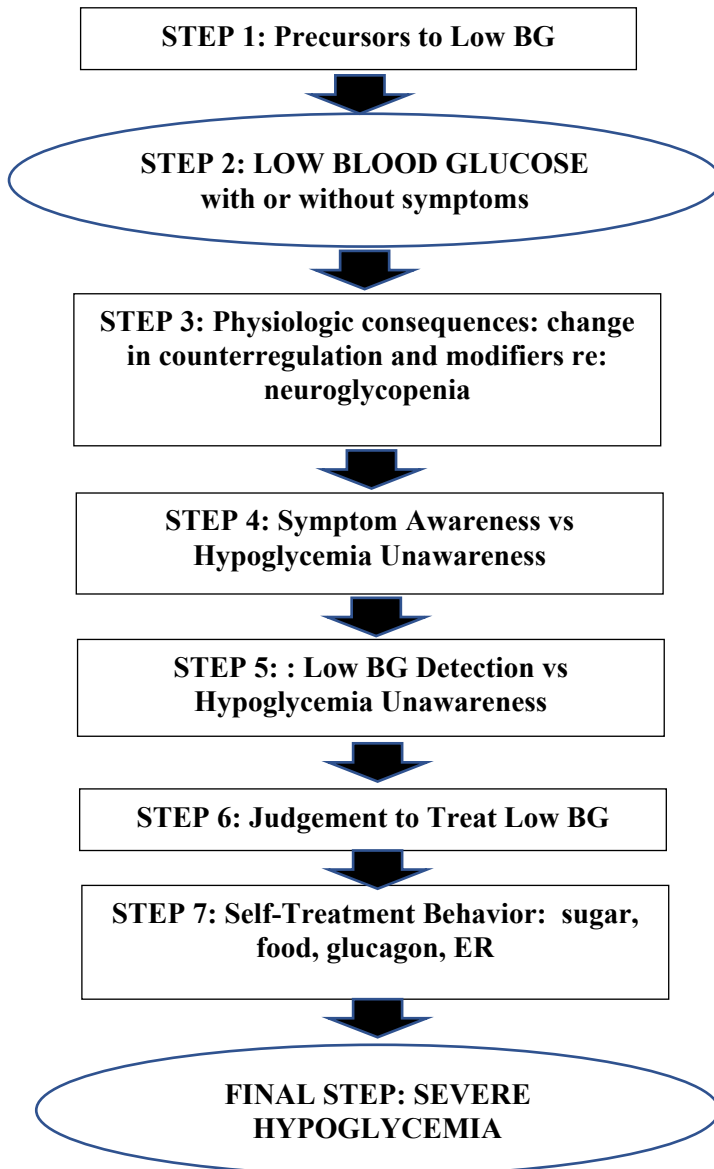 STEP 1: Precursors to Low BG
STEP 2: LOW BLOOD GLUCOSE
with or without symptoms
STEP 3: Physiologic consequences: change
in counterregulation and modifiers re:
neuroglycopenia
STEP 4: Symptom Awareness vs
Hypoglycemia Unawareness
STEP 5: : Low BG Detection vs
Hypoglycemia Unawareness
STEP 6: Judgement to Treat Low BG
STEP 7: Self-Treatment Behavior: sugar,
food, glucagon, ER
FINAL STEP: SEVERE
HYPOGLYCEMIA